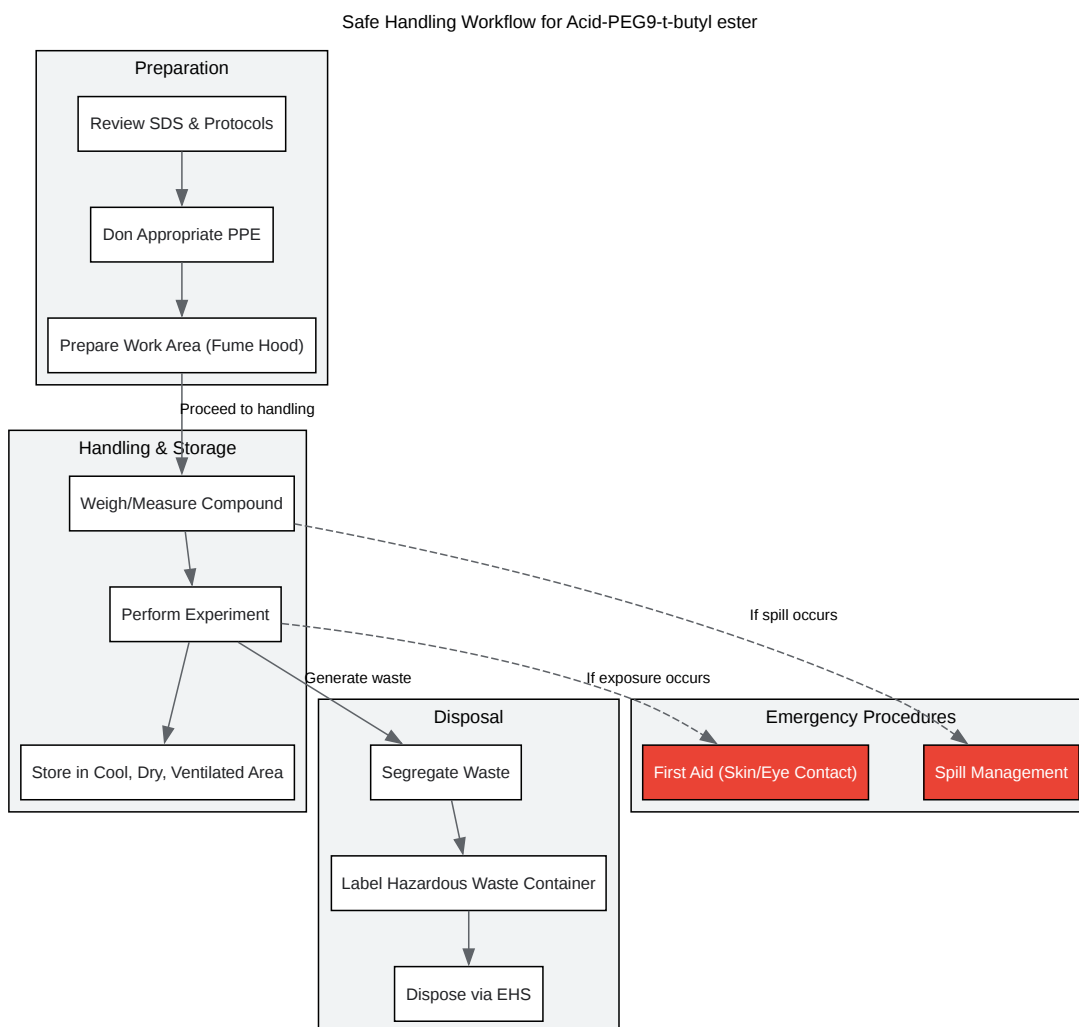 Safe Handling Workflow for Acid-PEG9-t-butyl ester
Preparation
Review SDS & Protocols
Don Appropriate PPE
Prepare Work Area (Fume Hood)
Proceed to handling
Handling & Storage
Weigh/Measure Compound
Perform Experiment
If spill occurs
Generate waste
If exposure occurs
Store in Cool, Dry, Ventilated Area
Disposal
Segregate Waste
Label Hazardous Waste Container
Dispose via EHS
Emergency Procedures
First Aid (Skin/Eye Contact)
Spill Management